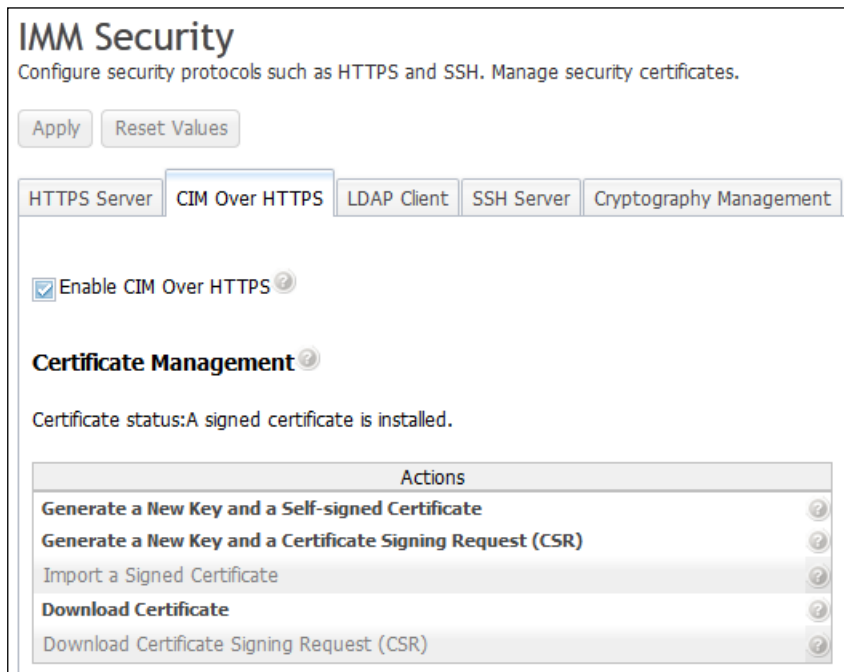 IMM Security
Configure security protocols such as HTTPS and SSH. Manage security certificates.
Apply Reset Values
HTTPS Server CIM Over HTTPS LDAP Client SSH Server Cryptography Management
Enable CIM Over HTTPS ?
Certificate Management ?
Certificate status:A signed certificate is installed.
Actions
Generate a New Key and a Self-signed Certificate ?
Generate a New Key and a Certificate Signing Request (CSR) ?
Import a Signed Certificate ?
Download Certificate ?
Download Certificate Signing Request (CSR) ?